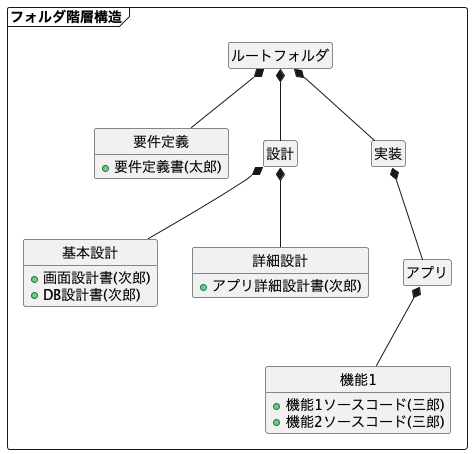 フォルダ階層構造
ルートフォルダ
要件定義
要件定義書(太郎)
設計
実装
基本設計
画面設計書(次郎)
DB設計書(次郎)
詳細設計
アプリ詳細設計書(次郎)
アプリ
機能1
機能1ソースコード(三郎)
機能2ソースコード(三郎)